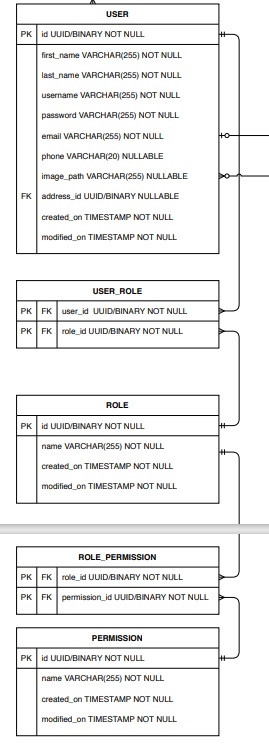 USER
PK id UUID/BINARY NOT NULL
first_name VARCHAR(255) NOT NULL
last_name VARCHAR(255) NOT NULL
username VARCHAR(255) NOT NULL
password VARCHAR(255) NOT NULL
email VARCHAR(255) NOT NULL
phone VARCHAR(20) NULLABLE
image_path VARCHAR(255) NULLABLE
FK address_id UUID/BINARY NULLABLE
created_on TIMESTAMP NOT NULL
modified_on TIMESTAMP NOT NULL
USER_ROLE
PK FK user_id UUID/BINARY NOT NULL
PK FK role_id UUID/BINARY NOT NULL
ROLE
PK id UUID/BINARY NOT NULL
name VARCHAR(255) NOT NULL
created_on TIMESTAMP NOT NULL
modified_on TIMESTAMP NOT NULL
ROLE_PERMISSION
PK FK role_id UUID/BINARY NOT NULL
PK FK permission_id UUID/BINARY NOT NULL
PERMISSION
PK id UUID/BINARY NOT NULL
name VARCHAR(255) NOT NULL
created_on TIMESTAMP NOT NULL
modified_on TIMESTAMP NOT NULL